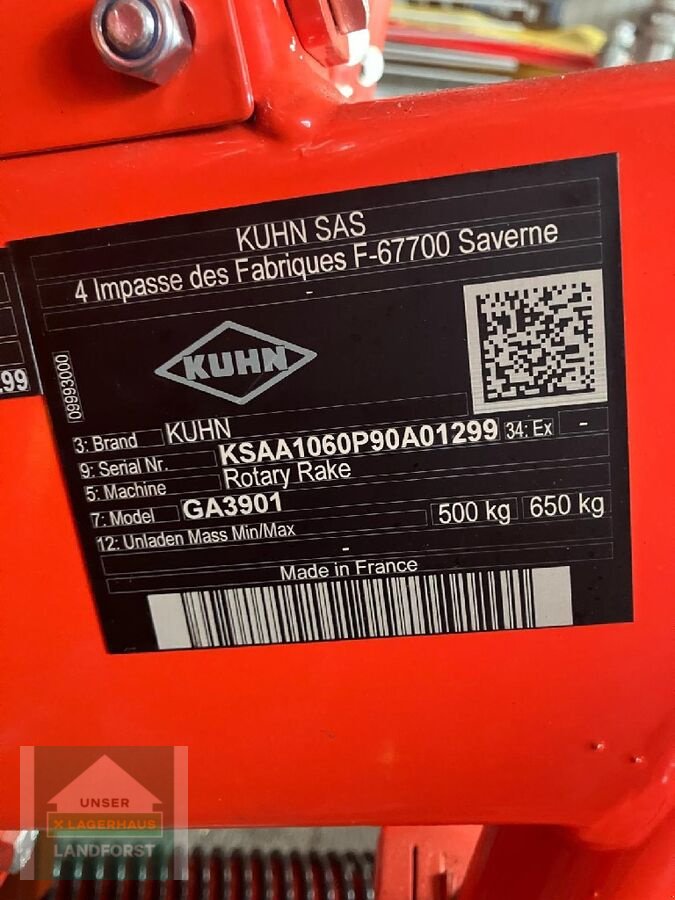 KUHN SAS
4 Impasse des Fabriques F-67700 Saverne
-
KUHN
09993000
.99
3: Brand KUHN
9: Serial Nr. KSAA1060P90A01299 34: Ex -
5: Machine Rotary Rake
7: Model GA3901
12: Unladen Mass Min/Max 500 kg 650 kg
-
Made in France
UNSER
X LAGERHAUS
LANDFORST